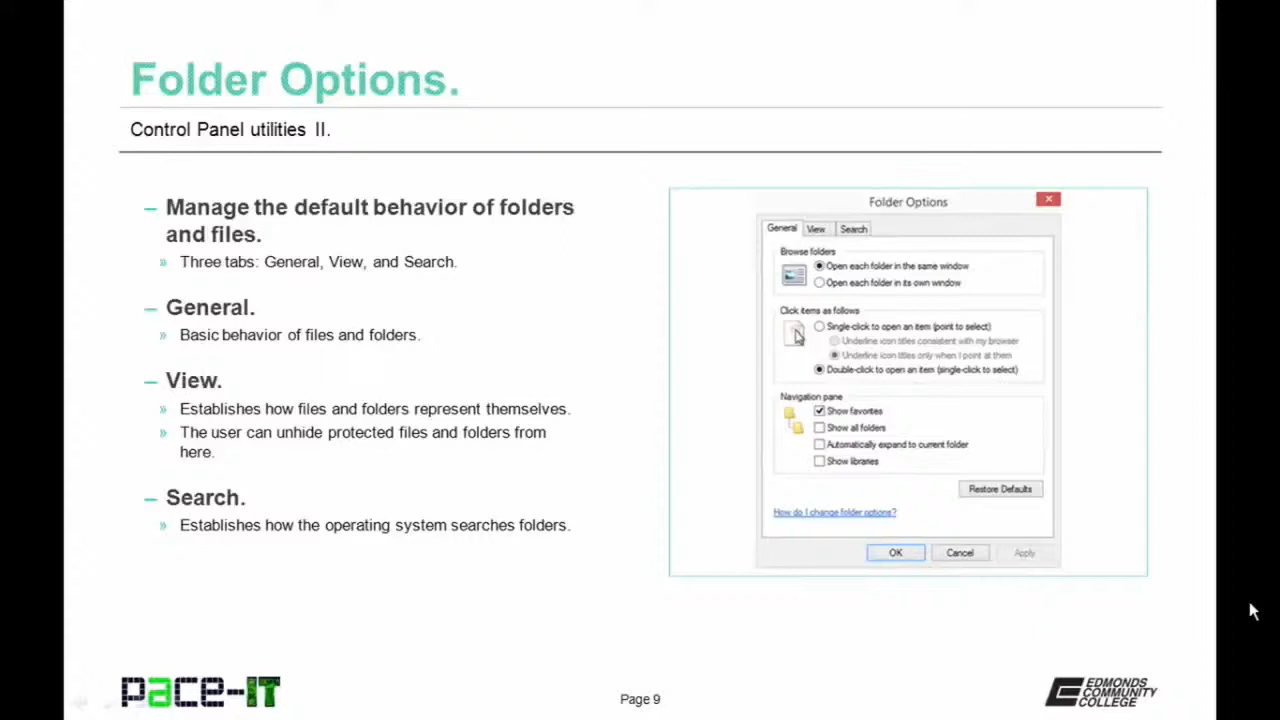 Folder Options.
Control Panel utilities II.
– Manage the default behavior of folders
and files.
» Three tabs: General, View, and Search.
– General.
» Basic behavior of files and folders.
– View.
» Establishes how files and folders represent themselves.
» The user can unhide protected files and folders from
here.
– Search.
» Establishes how the operating system searches folders.
Folder Options
General View Search
Browse folders
Open each folder in the same window
Open each folder in its own window
Click items as follows
Single-click to open an item (point to select)
Underline icon titles consistent with my browser
Underline icon titles only when I point at them
Double-click to open an item (single-click to select)
Navigation pane
Show favorites
Show all folders
Automatically expand to current folder
Show libraries
Restore Defaults
How do I change folder options?
OK Cancel Apply
pace-IT
Page 9
EDMONDS
COMMUNITY
COLLEGE